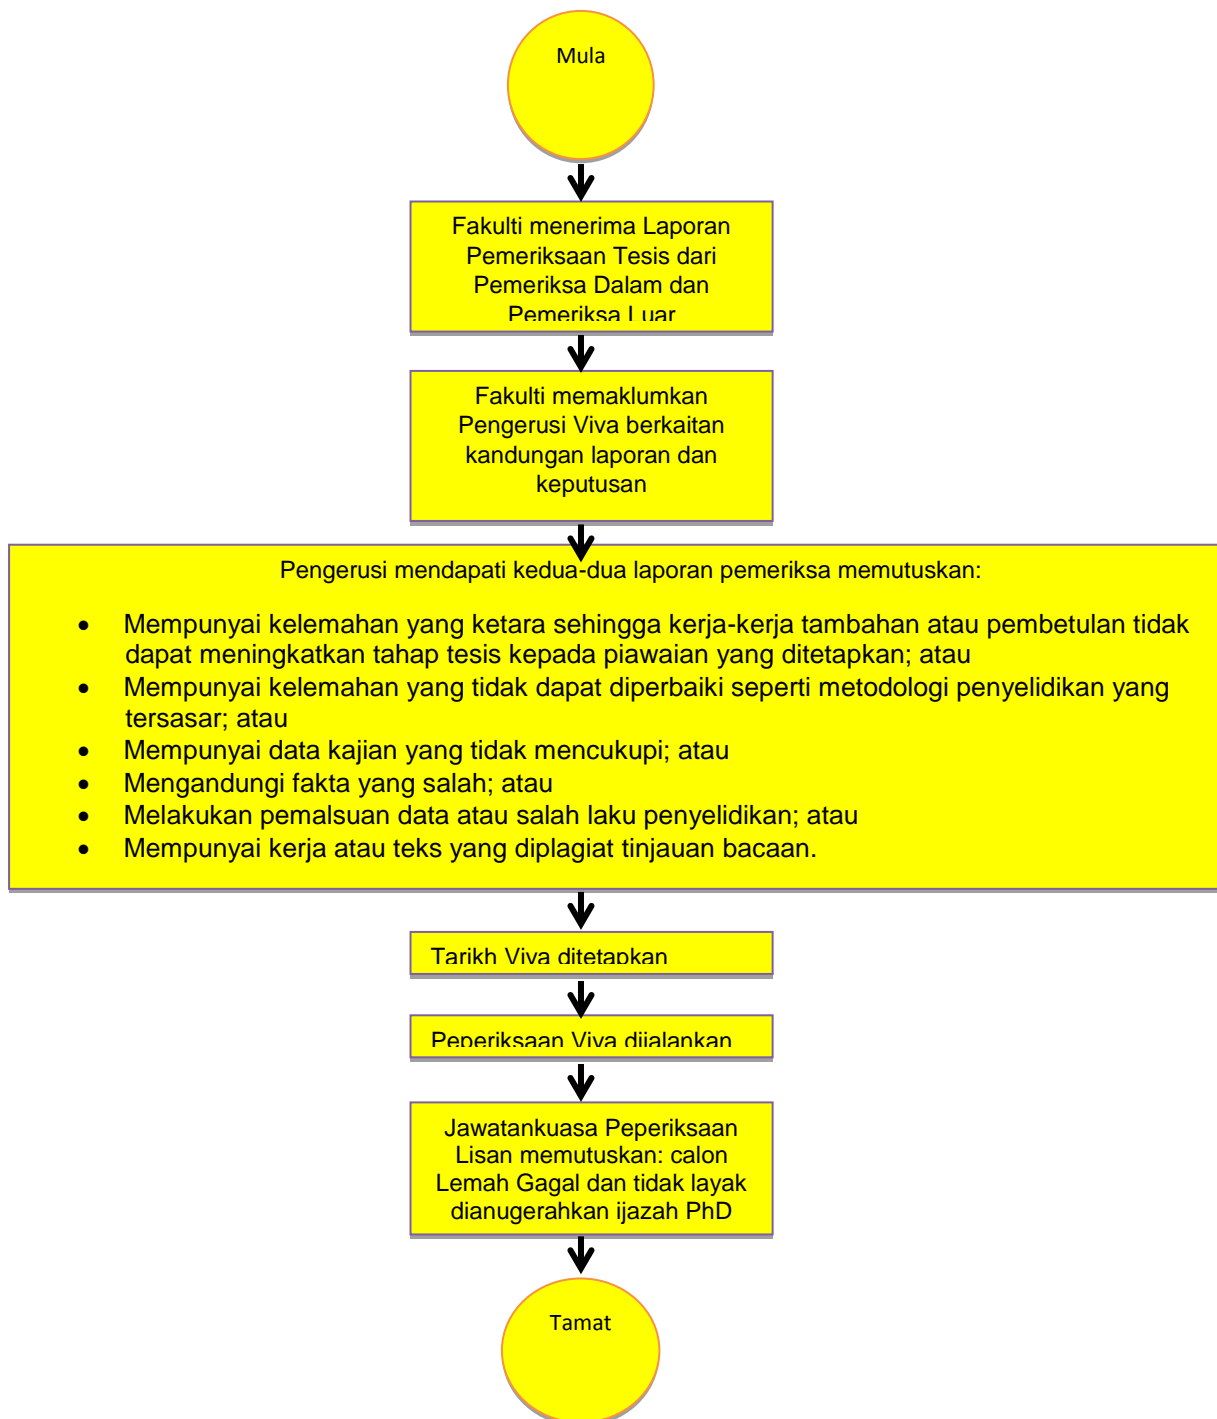 Mula
Fakulti menerima Laporan
Pemeriksaan Tesis dari
Pemeriksa Dalam dan
Pemeriksa Luar
Fakulti memaklumkan
Pengerusi Viva berkaitan
kandungan laporan dan
keputusan
Pengerusi mendapati kedua-dua laporan pemeriksa memutuskan:
• Mempunyai kelemahan yang ketara sehingga kerja-kerja tambahan atau pembetulan tidak
dapat meningkatkan tahap tesis kepada piawaian yang ditetapkan; atau
• Mempunyai kelemahan yang tidak dapat diperbaiki seperti metodologi penyelidikan yang
tersasar; atau
• Mempunyai data kajian yang tidak mencukupi; atau
• Mengandungi fakta yang salah; atau
• Melakukan pemalsuan data atau salah laku penyelidikan; atau
• Mempunyai kerja atau teks yang diplagiat tinjauan bacaan.
Tarikh Viva ditetapkan
Peperiksaan Viva dijalankan
Jawatankuasa Peperiksaan
Lisan memutuskan: calon
Lemah Gagal dan tidak layak
dianugerahkan ijazah PhD
Tamat